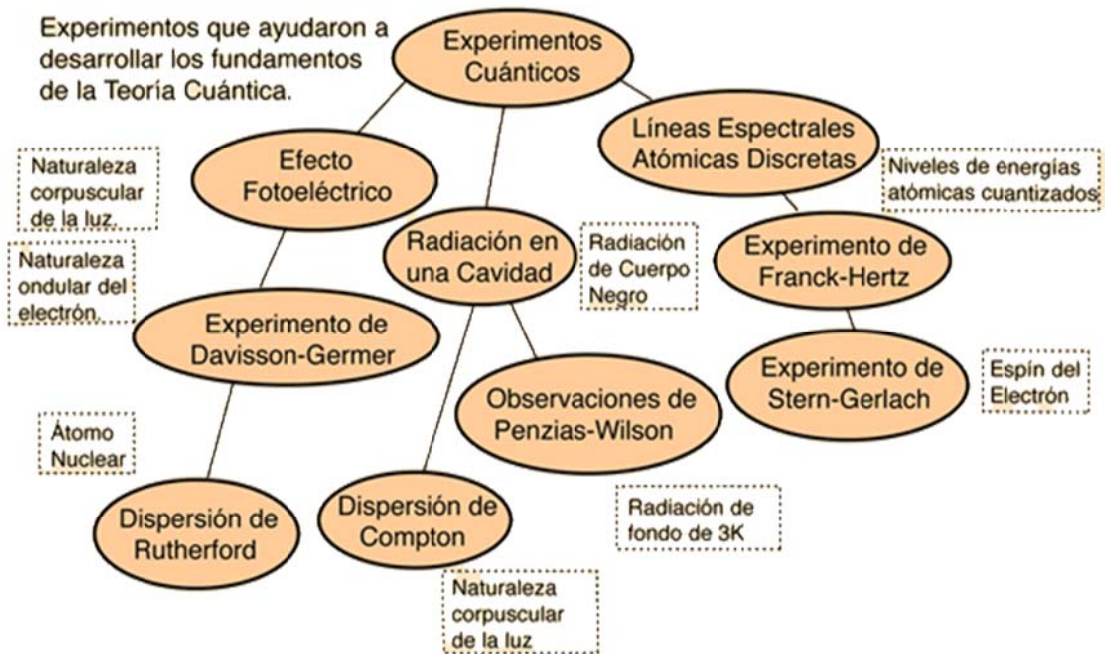 Experimentos que ayudaron a
desarrollar los fundamentos
de la Teoría Cuántica.
Experimentos
Cuánticos
Efecto
Fotoeléctrico
Líneas Espectrales
Atómicas Discretas
Naturaleza
corpuscular
de la luz.
Niveles de energías
atómicas cuantizados
Naturaleza
ondular del
electrón.
Radiación en
una Cavidad
Radiación
de Cuerpo
Negro
Experimento de
Franck-Hertz
Experimento de
Davisson-Germer
Observaciones de
Penzias-Wilson
Experimento de
Stern-Gerlach
Espín del
Electrón
Átomo
Nuclear
Dispersión de
Rutherford
Dispersión de
Compton
Radiación de
fondo de 3K
Naturaleza
corpuscular
de la luz